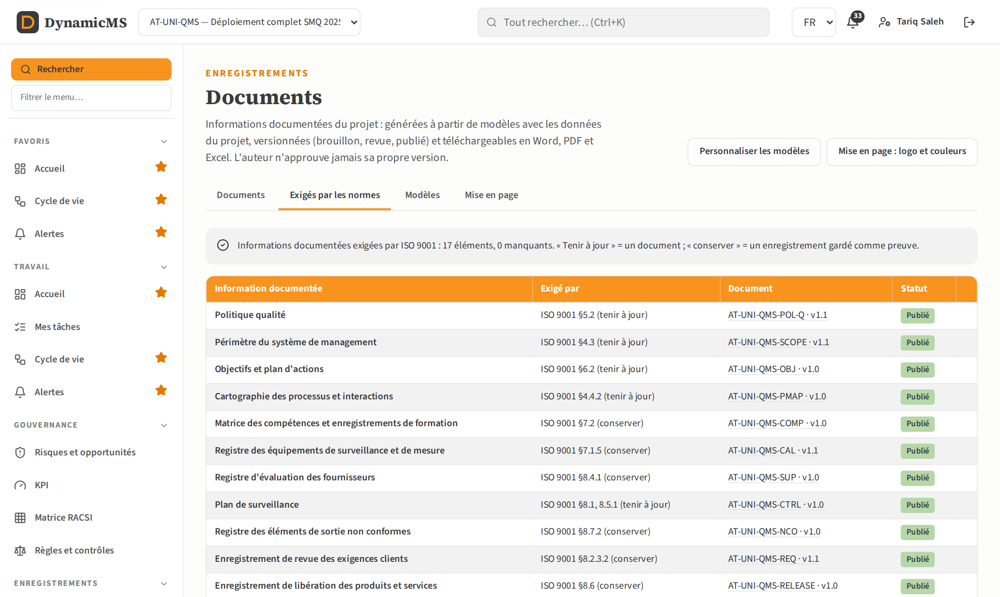 DynamicMS
AT-UNI-QMS — Déploiement complet SMQ 2025
Tout rechercher… (Ctrl+K)
FR
33
Tariq Saleh
Rechercher
Filtrer le menu…
FAVORIS
Accueil
Cycle de vie
Alertes
TRAVAIL
Accueil
Mes tâches
Cycle de vie
Alertes
GOUVERNANCE
Risques et opportunités
KPI
Matrice RACSI
Règles et contrôles
ENREGISTREMENTS
ENREGISTREMENTS
Documents
Informations documentées du projet : générées à partir de modèles avec les données
du projet, versionnées (brouillon, revue, publié) et téléchargeables en Word, PDF et
Excel. L'auteur n'approuve jamais sa propre version.
Personnaliser les modèles
Mise en page : logo et couleurs
Documents
Exigés par les normes
Modèles
Mise en page
Informations documentées exigées par ISO 9001 : 17 éléments, 0 manquants. « Tenir à jour » = un document ; « conserver » = un enregistrement gardé comme preuve.
Information documentée Exigé par Document Statut
Politique qualité ISO 9001 §5.2 (tenir à jour) AT-UNI-QMS-POL-Q · v1.1 Publié
Périmètre du système de management ISO 9001 §4.3 (tenir à jour) AT-UNI-QMS-SCOPE · v1.1 Publié
Objectifs et plan d'actions ISO 9001 §6.2 (tenir à jour) AT-UNI-QMS-OBJ · v1.0 Publié
Cartographie des processus et interactions ISO 9001 §4.4.2 (tenir à jour) AT-UNI-QMS-PMAP · v1.0 Publié
Matrice des compétences et enregistrements de formation ISO 9001 §7.2 (conserver) AT-UNI-QMS-COMP · v1.0 Publié
Registre des équipements de surveillance et de mesure ISO 9001 §7.1.5 (conserver) AT-UNI-QMS-CAL · v1.1 Publié
Registre d'évaluation des fournisseurs ISO 9001 §8.4.1 (conserver) AT-UNI-QMS-SUP · v1.0 Publié
Plan de surveillance ISO 9001 §8.1, 8.5.1 (tenir à jour) AT-UNI-QMS-CTRL · v1.0 Publié
Registre des éléments de sortie non conformes ISO 9001 §8.7.2 (conserver) AT-UNI-QMS-NCO · v1.0 Publié
Enregistrement de revue des exigences clients ISO 9001 §8.2.3.2 (conserver) AT-UNI-QMS-REQ · v1.1 Publié
Enregistrement de libération des produits et services ISO 9001 §8.6 (conserver) AT-UNI-QMS-RELEASE · v1.0 Publié